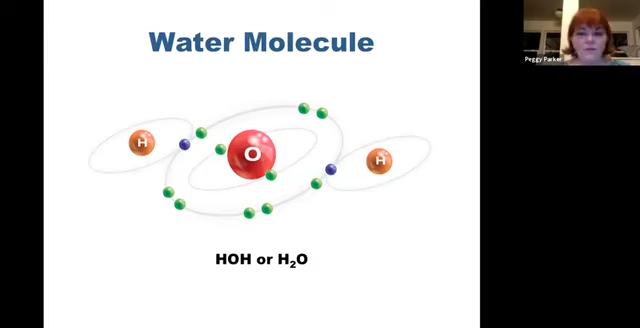 Water Molecule
Peggy Parker
H
O
H
HOH or H₂O